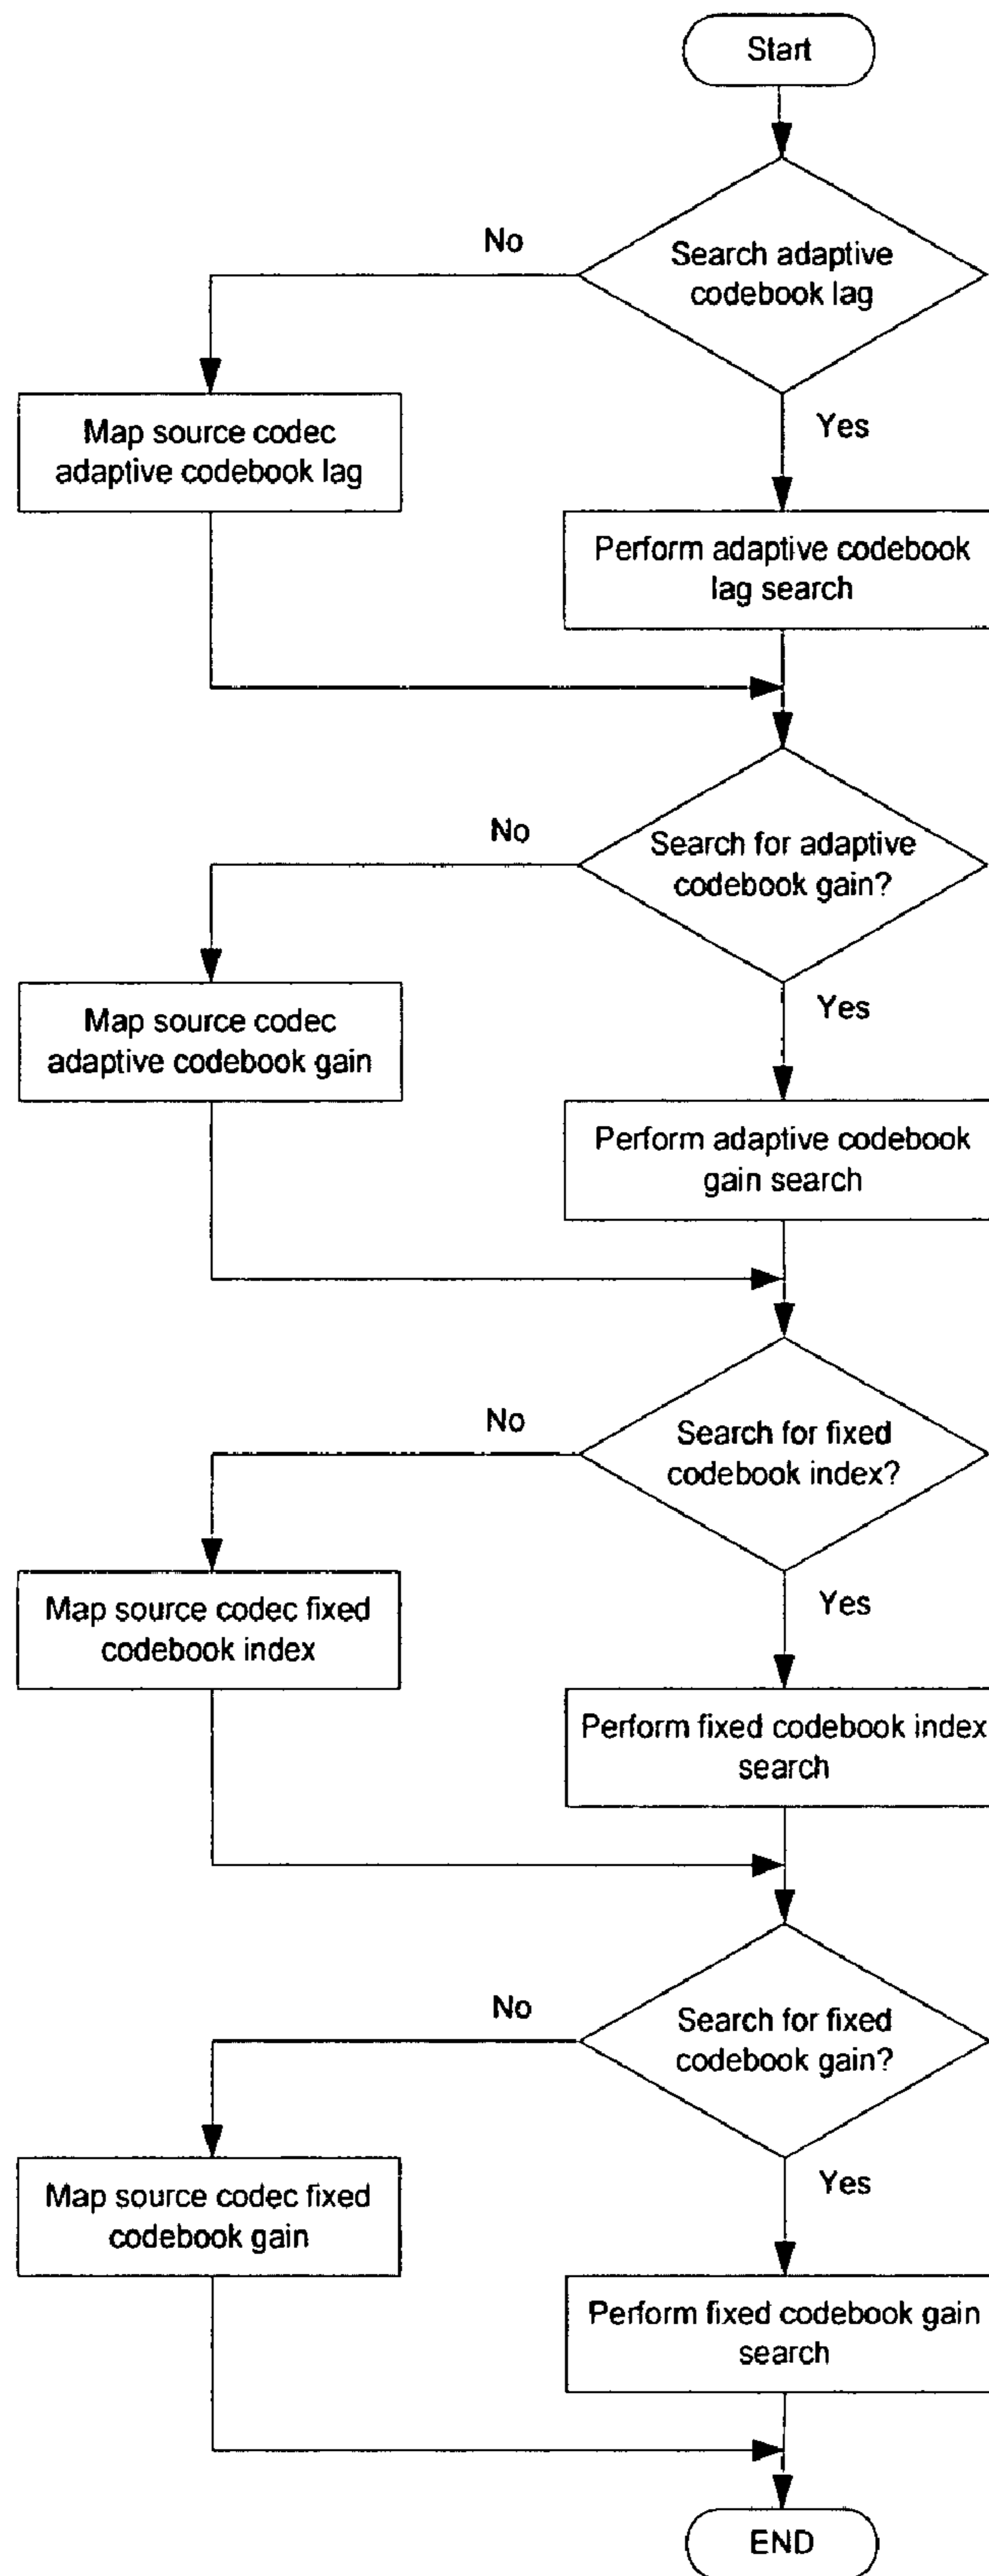 Start
No
Search adaptive
codebook lag
Map source codec
adaptive codebook lag
Yes
Perform adaptive codebook
lag search
No
Search for adaptive
codebook gain?
Map source codec
adaptive codebook gain
Yes
Perform adaptive codebook
gain search
No
Search for fixed
codebook index?
Map source codec fixed
codebook index
Yes
Perform fixed codebook index
search
No
Search for fixed
codebook gain?
Map source codec fixed
codebook gain
Yes
Perform fixed codebook gain
search
END